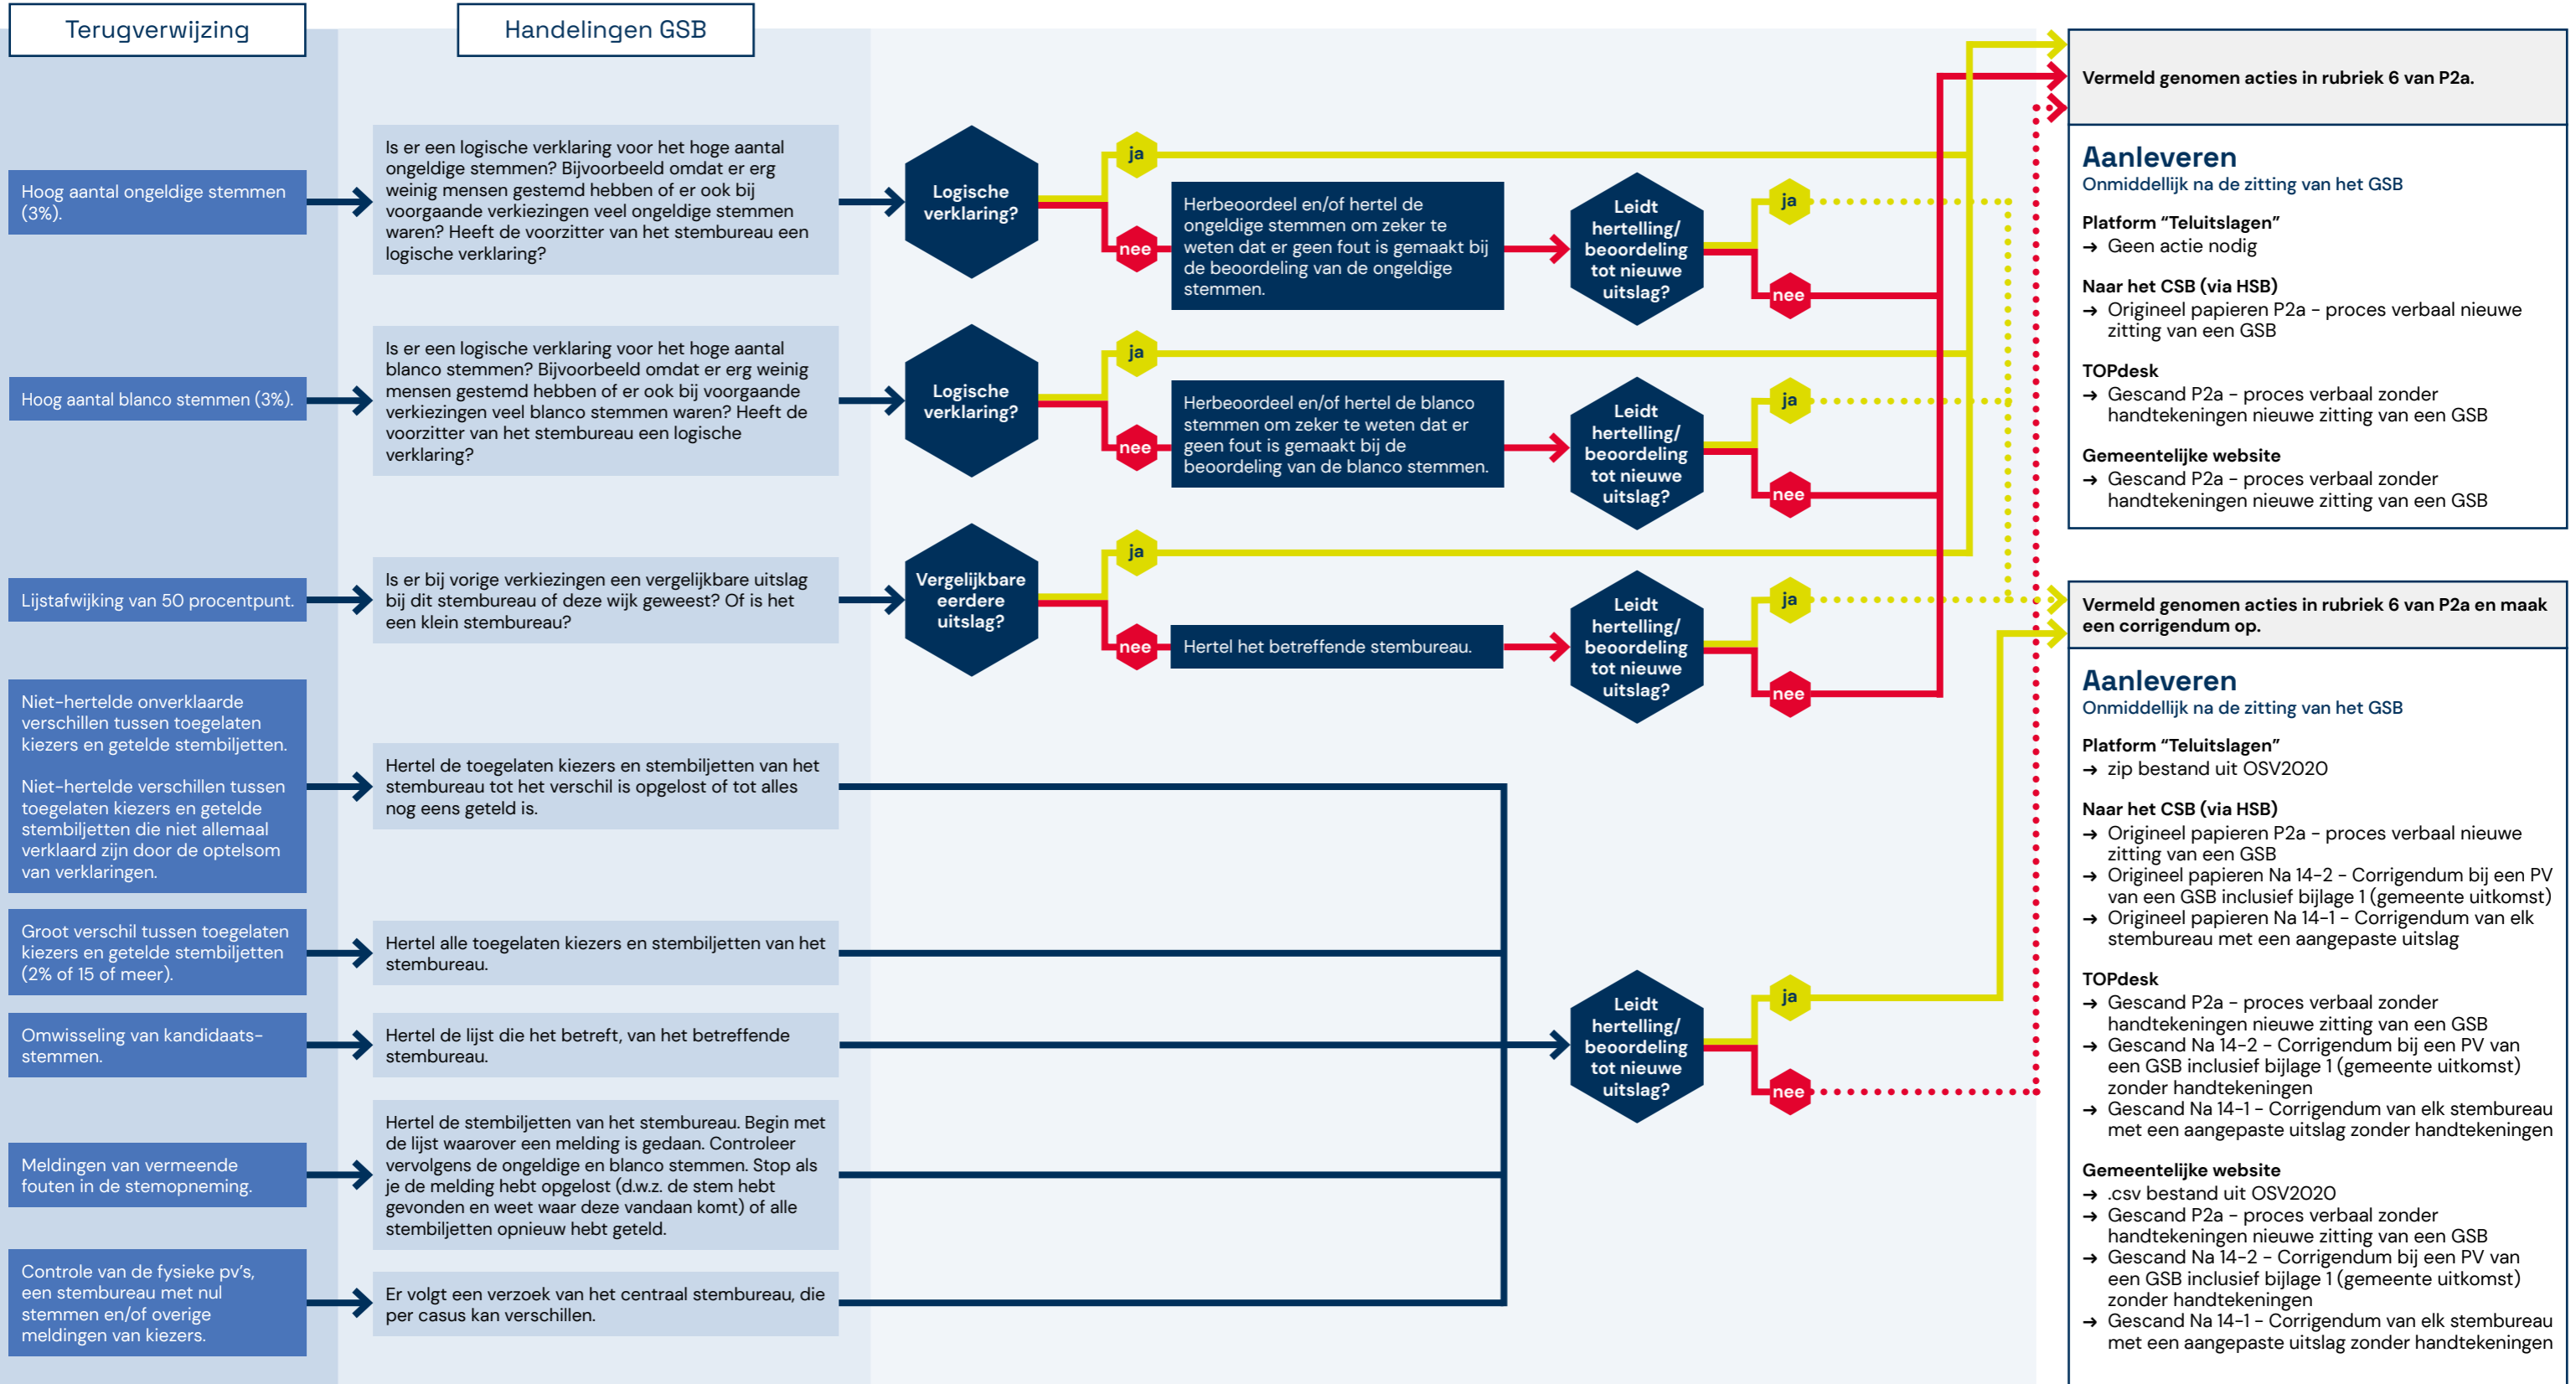 Terugverwijzing
Handelingen GSB
Hoog aantal ongeldige stemmen
(3%).
Is er een logische verklaring voor het hoge aantal
ongeldige stemmen? Bijvoorbeeld omdat er erg
weinig mensen gestemd hebben of er ook bij
voorgaande verkiezingen veel ongeldige stemmen
waren? Heeft de voorzitter van het stembureau een
logische verklaring?
Logische
verklaring?
ja
nee
Herbeoordeel en/of hertel de
ongeldige stemmen om zeker te
weten dat er geen fout is gemaakt bij
de beoordeling van de ongeldige
stemmen.
Leidt
hertelling/
beoordeling
tot nieuwe
uitslag?
ja
nee
Hoog aantal blanco stemmen (3%).
Is er een logische verklaring voor het hoge aantal
blanco stemmen? Bijvoorbeeld omdat er erg weinig
mensen gestemd hebben of er ook bij voorgaande
verkiezingen veel blanco stemmen waren? Heeft de
voorzitter van het stembureau een logische
verklaring?
Logische
verklaring?
ja
nee
Herbeoordeel en/of hertel de blanco
stemmen om zeker te weten dat er
geen fout is gemaakt bij de
beoordeling van de blanco stemmen.
Leidt
hertelling/
beoordeling
tot nieuwe
uitslag?
ja
nee
Lijstafwijking van 50 procentpunt.
Is er bij vorige verkiezingen een vergelijkbare uitslag
bij dit stembureau of deze wijk geweest? Of is het
een klein stembureau?
Vergelijkbare
eerdere
uitslag?
ja
nee
Hertel het betreffende stembureau.
Leidt
hertelling/
beoordeling
tot nieuwe
uitslag?
ja
nee
Niet-hertelde onverklaarde
verschillen tussen toegelaten
kiezers en getelde stembiljetten.
Niet-hertelde verschillen tussen
toegelaten kiezers en getelde
stembiljetten die niet allemaal
verklaard zijn door de optelsom
van verklaringen.
Hertel de toegelaten kiezers en stembiljetten van het
stembureau tot het verschil is opgelost of tot alles
nog eens geteld is.
Groot verschil tussen toegelaten
kiezers en getelde stembiljetten
(2% of 15 of meer).
Hertel alle toegelaten kiezers en stembiljetten van het
stembureau.
Omwisseling van kandidaats-
stemmen.
Hertel de lijst die het betreft, van het betreffende
stembureau.
Meldingen van vermeende
fouten in de stemopneming.
Hertel de stembiljetten van het stembureau. Begin met
de lijst waarover een melding is gedaan. Controleer
vervolgens de ongeldige en blanco stemmen. Stop als
je de melding hebt opgelost (d.w.z. de stem hebt
gevonden en weet waar deze vandaan komt) of alle
stembiljetten opnieuw hebt geteld.
Controle van de fysieke pv's,
een stembureau met nul
stemmen en/of overige
meldingen van kiezers.
Er volgt een verzoek van het centraal stembureau, die
per casus kan verschillen.
Leidt
hertelling/
beoordeling
tot nieuwe
uitslag?
ja
nee
Vermeld genomen acties in rubriek 6 van P2a.
Aanleveren
Onmiddellijk na de zitting van het GSB
Platform “Teluitslagen”
→ Geen actie nodig
Naar het CSB (via HSB)
→ Origineel papieren P2a – proces verbaal nieuwe
zitting van een GSB
TOPdesk
→ Gescand P2a – proces verbaal zonder
handtekeningen nieuwe zitting van een GSB
Gemeentelijke website
→ Gescand P2a – proces verbaal zonder
handtekeningen nieuwe zitting van een GSB
Vermeld genomen acties in rubriek 6 van P2a en maak
een corrigendum op.
Aanleveren
Onmiddellijk na de zitting van het GSB
Platform “Teluitslagen”
→ zip bestand uit OSV2020
Naar het CSB (via HSB)
→ Origineel papieren P2a – proces verbaal nieuwe
zitting van een GSB
→ Origineel papieren Na 14-2 – Corrigendum bij een PV
van een GSB inclusief bijlage 1 (gemeente uitkomst)
→ Origineel papieren Na 14-1 – Corrigendum van elk
stembureau met een aangepaste uitslag
TOPdesk
→ Gescand P2a – proces verbaal zonder
handtekeningen nieuwe zitting van een GSB
→ Gescand Na 14-2 – Corrigendum bij een PV van
een GSB inclusief bijlage 1 (gemeente uitkomst)
zonder handtekeningen
→ Gescand Na 14-1 – Corrigendum van elk stembureau
met een aangepaste uitslag zonder handtekeningen
Gemeentelijke website
→ .csv bestand uit OSV2020
→ Gescand P2a – proces verbaal zonder
handtekeningen nieuwe zitting van een GSB
→ Gescand Na 14-2 – Corrigendum bij een PV van
een GSB inclusief bijlage 1 (gemeente uitkomst)
zonder handtekeningen
→ Gescand Na 14-1 – Corrigendum van elk stembureau
met een aangepaste uitslag zonder handtekeningen